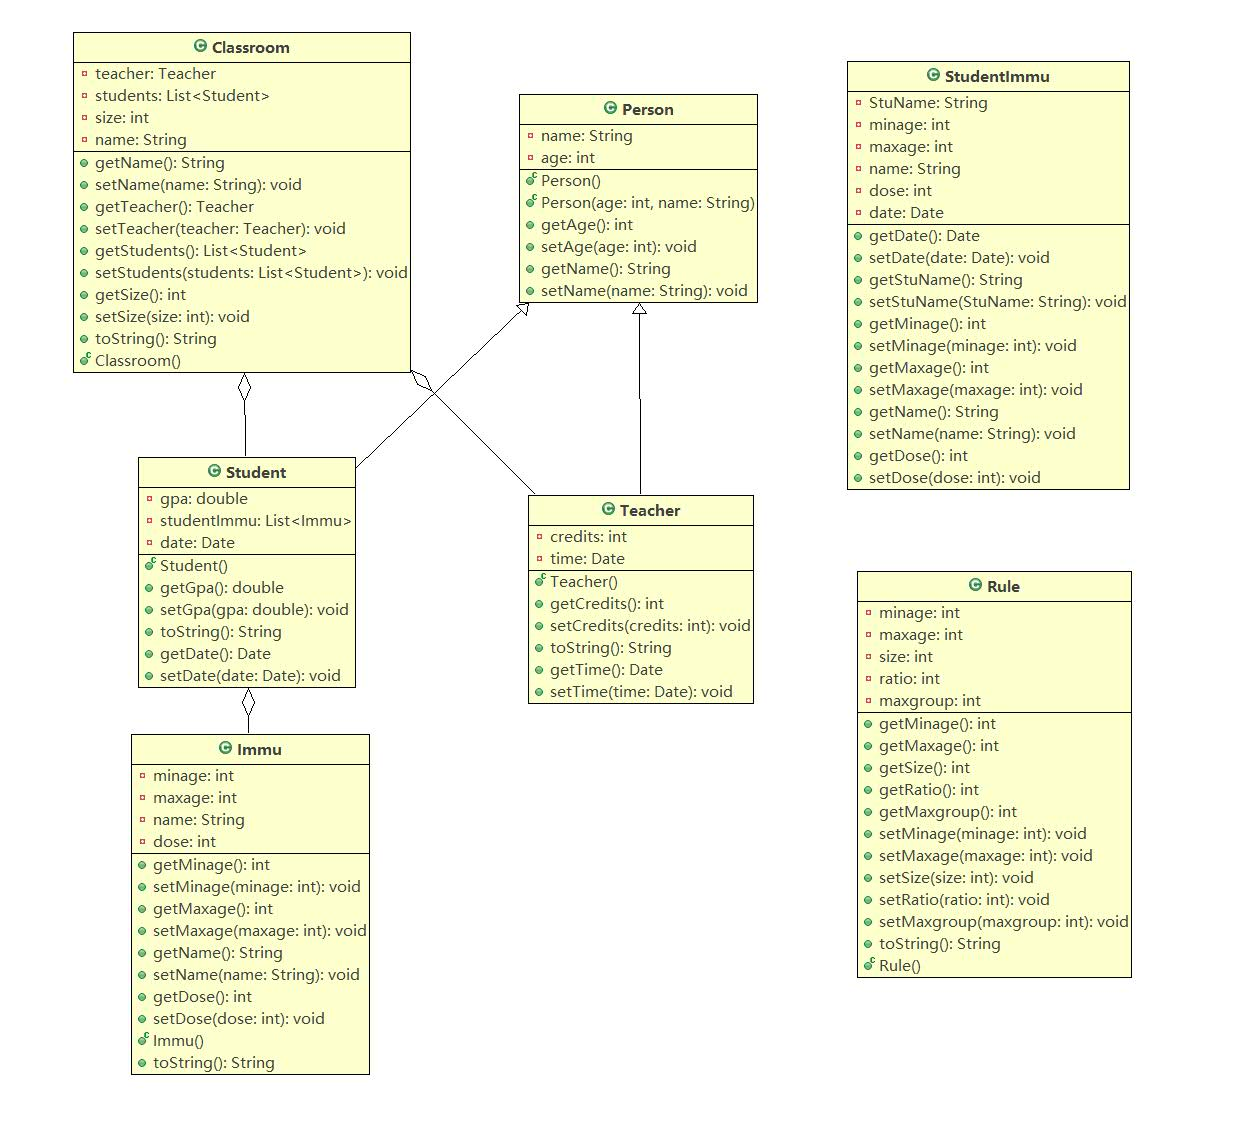 Classroom
teacher: Teacher
students: List<Student>
size: int
name: String
getName(): String
setName(name: String): void
getTeacher(): Teacher
setTeacher(teacher: Teacher): void
getStudents(): List<Student>
setStudents(students: List<Student>): void
getSize(): int
setSize(size: int): void
toString(): String
Classroom()
Person
name: String
age: int
Person()
Person(age: int, name: String)
getAge(): int
setAge(age: int): void
getName(): String
setName(name: String): void
StudentImmu
StuName: String
minage: int
maxage: int
name: String
dose: int
date: Date
getDate(): Date
setDate(date: Date): void
getStuName(): String
setStuName(StuName: String): void
getMinage(): int
setMinage(minage: int): void
getMaxage(): int
setMaxage(maxage: int): void
getName(): String
setName(name: String): void
getDose(): int
setDose(dose: int): void
Student
gpa: double
studentImmu: List<Immu>
date: Date
Student()
getGpa(): double
setGpa(gpa: double): void
toString(): String
getDate(): Date
setDate(date: Date): void
Teacher
credits: int
time: Date
Teacher()
getCredits(): int
setCredits(credits: int): void
toString(): String
getTime(): Date
setTime(time: Date): void
Rule
minage: int
maxage: int
size: int
ratio: int
maxgroup: int
getMinage(): int
getMaxage(): int
getSize(): int
getRatio(): int
getMaxgroup(): int
setMinage(minage: int): void
setMaxage(maxage: int): void
setSize(size: int): void
setRatio(ratio: int): void
setMaxgroup(maxgroup: int): void
toString(): String
Rule()
Immu
minage: int
maxage: int
name: String
dose: int
getMinage(): int
setMinage(minage: int): void
getMaxage(): int
setMaxage(maxage: int): void
getName(): String
setName(name: String): void
getDose(): int
setDose(dose: int): void
Immu()
toString(): String